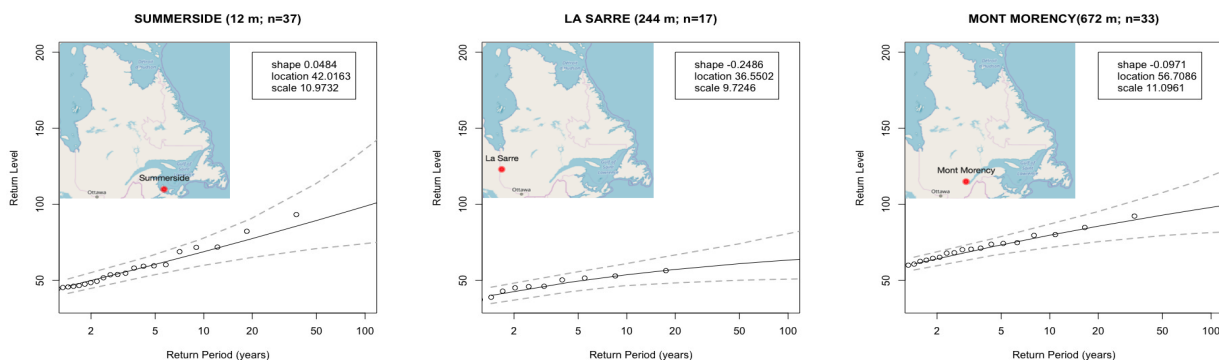 SUMMERSIDE (12 m; n=37)
200
150
100
50
Return Level
shape 0.0484
location 42.0163
scale 10.9732
Summerside
Ottawa
2
5
10
20
50
100
Return Period (years)
LA SARRE (244 m; n=17)
200
150
100
50
Return Level
shape -0.2486
location 36.5502
scale 9.7246
La Sarre
Ottawa
2
5
10
20
50
100
Return Period (years)
MONT MORENCY(672 m; n=33)
200
150
100
50
Return Level
shape -0.0971
location 56.7086
scale 11.0961
Mont Morency
Ottawa
2
5
10
20
50
100
Return Period (years)